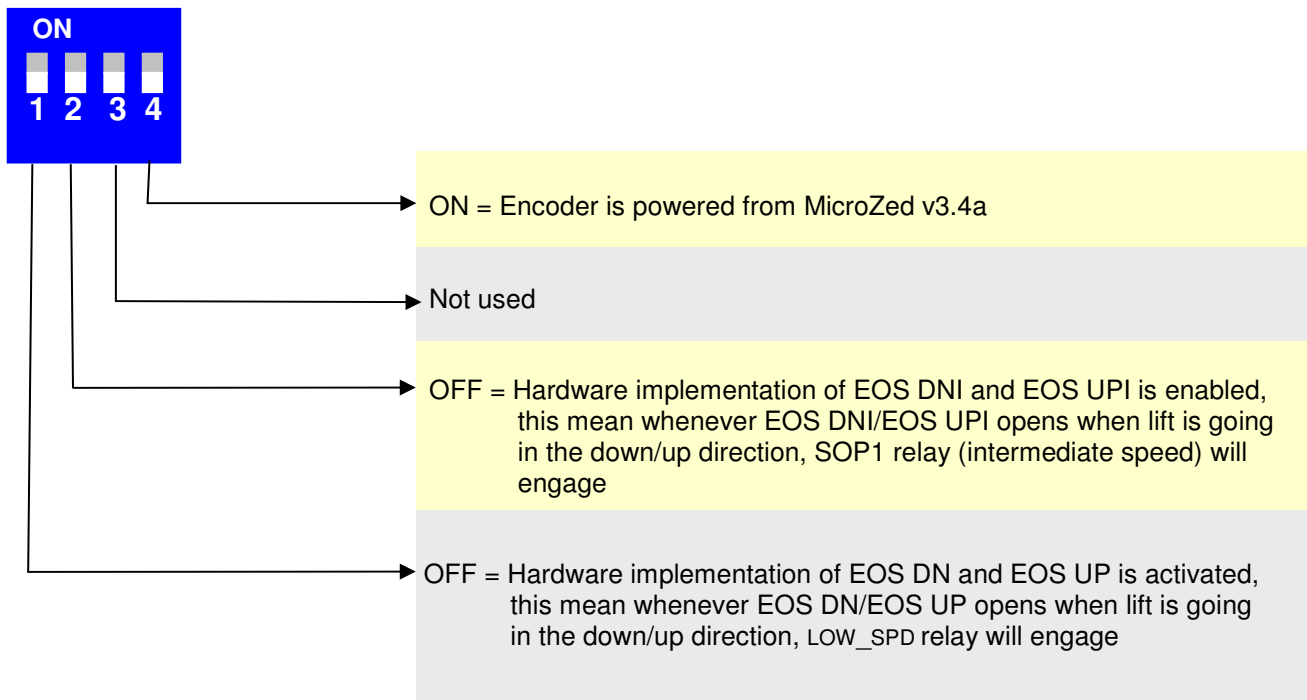 ON
1 2 3 4
ON = Encoder is powered from MicroZed v3.4a
Not used
OFF = Hardware implementation of EOS DNI and EOS UPI is enabled,
this mean whenever EOS DNI/EOS UPI opens when lift is going
in the down/up direction, SOP1 relay (intermediate speed) will
engage
OFF = Hardware implementation of EOS DN and EOS UP is activated,
this mean whenever EOS DN/EOS UP opens when lift is going
in the down/up direction, LOW_SPD relay will engage